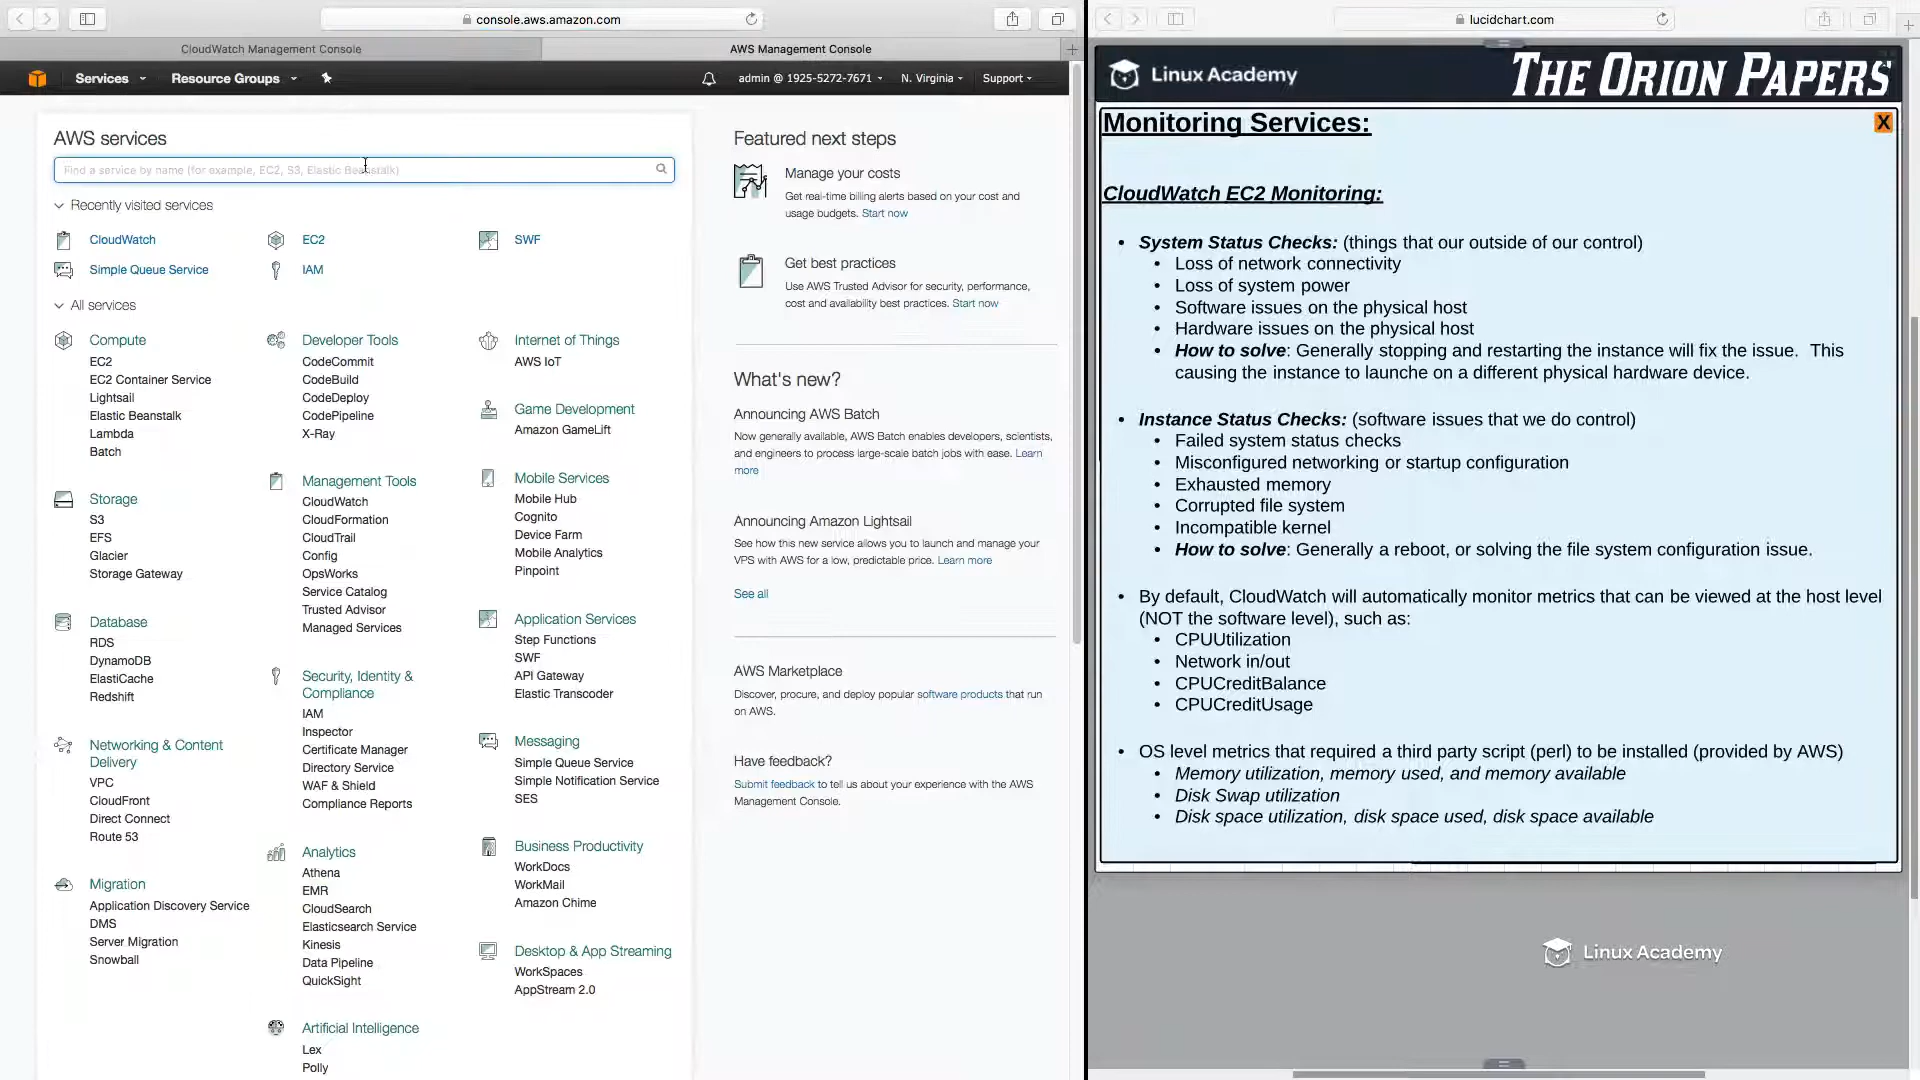 console.aws.amazon.com
CloudWatch Management Console
AWS Management Console
Services
Resource Groups
admin @ 1925-5272-7671
N. Virginia
Support
AWS services
Find a service by name (for example, EC2, S3, Elastic Beanstalk)
Recently visited services
CloudWatch
EC2
SWF
Simple Queue Service
IAM
All services
Compute
EC2
EC2 Container Service
Lightsail
Elastic Beanstalk
Lambda
Batch
Storage
S3
EFS
Glacier
Storage Gateway
Database
RDS
DynamoDB
ElastiCache
Redshift
Networking & Content
Delivery
VPC
CloudFront
Direct Connect
Route 53
Migration
Application Discovery Service
DMS
Server Migration
Snowball
Developer Tools
CodeCommit
CodeBuild
CodeDeploy
CodePipeline
X-Ray
Management Tools
CloudWatch
CloudFormation
CloudTrail
Config
OpsWorks
Service Catalog
Trusted Advisor
Managed Services
Security, Identity &
Compliance
IAM
Inspector
Certificate Manager
Directory Service
WAF & Shield
Compliance Reports
Analytics
Athena
EMR
CloudSearch
Elasticsearch Service
Kinesis
Data Pipeline
QuickSight
Artificial Intelligence
Lex
Polly
Internet of Things
AWS IoT
Game Development
Amazon GameLift
Mobile Services
Mobile Hub
Cognito
Device Farm
Mobile Analytics
Pinpoint
Application Services
Step Functions
SWF
API Gateway
Elastic Transcoder
Messaging
Simple Queue Service
Simple Notification Service
SES
Business Productivity
WorkDocs
WorkMail
Amazon Chime
Desktop & App Streaming
WorkSpaces
AppStream 2.0
Featured next steps
Manage your costs
Get real-time billing alerts based on your cost and
usage budgets. Start now
Get best practices
Use AWS Trusted Advisor for security, performance,
cost and availability best practices. Start now
What's new?
Announcing AWS Batch
Now generally available, AWS Batch enables developers, scientists,
and engineers to process large-scale batch jobs with ease. Learn
more
Announcing Amazon Lightsail
See how this new service allows you to launch and manage your
VPS with AWS for a low, predictable price. Learn more
See all
AWS Marketplace
Discover, procure, and deploy popular software products that run
on AWS.
Have feedback?
Submit feedback to tell us about your experience with the AWS
Management Console.
lucidchart.com
Linux Academy
THE ORION PAPERS
Monitoring Services:
X
CloudWatch EC2 Monitoring:
• System Status Checks: (things that our outside of our control)
• Loss of network connectivity
• Loss of system power
• Software issues on the physical host
• Hardware issues on the physical host
• How to solve: Generally stopping and restarting the instance will fix the issue. This
causing the instance to launche on a different physical hardware device.
• Instance Status Checks: (software issues that we do control)
• Failed system status checks
• Misconfigured networking or startup configuration
• Exhausted memory
• Corrupted file system
• Incompatible kernel
• How to solve: Generally a reboot, or solving the file system configuration issue.
• By default, CloudWatch will automatically monitor metrics that can be viewed at the host level
(NOT the software level), such as:
• CPUUtilization
• Network in/out
• CPUCreditBalance
• CPUCreditUsage
• OS level metrics that required a third party script (perl) to be installed (provided by AWS)
• Memory utilization, memory used, and memory available
• Disk Swap utilization
• Disk space utilization, disk space used, disk space available
Linux Academy